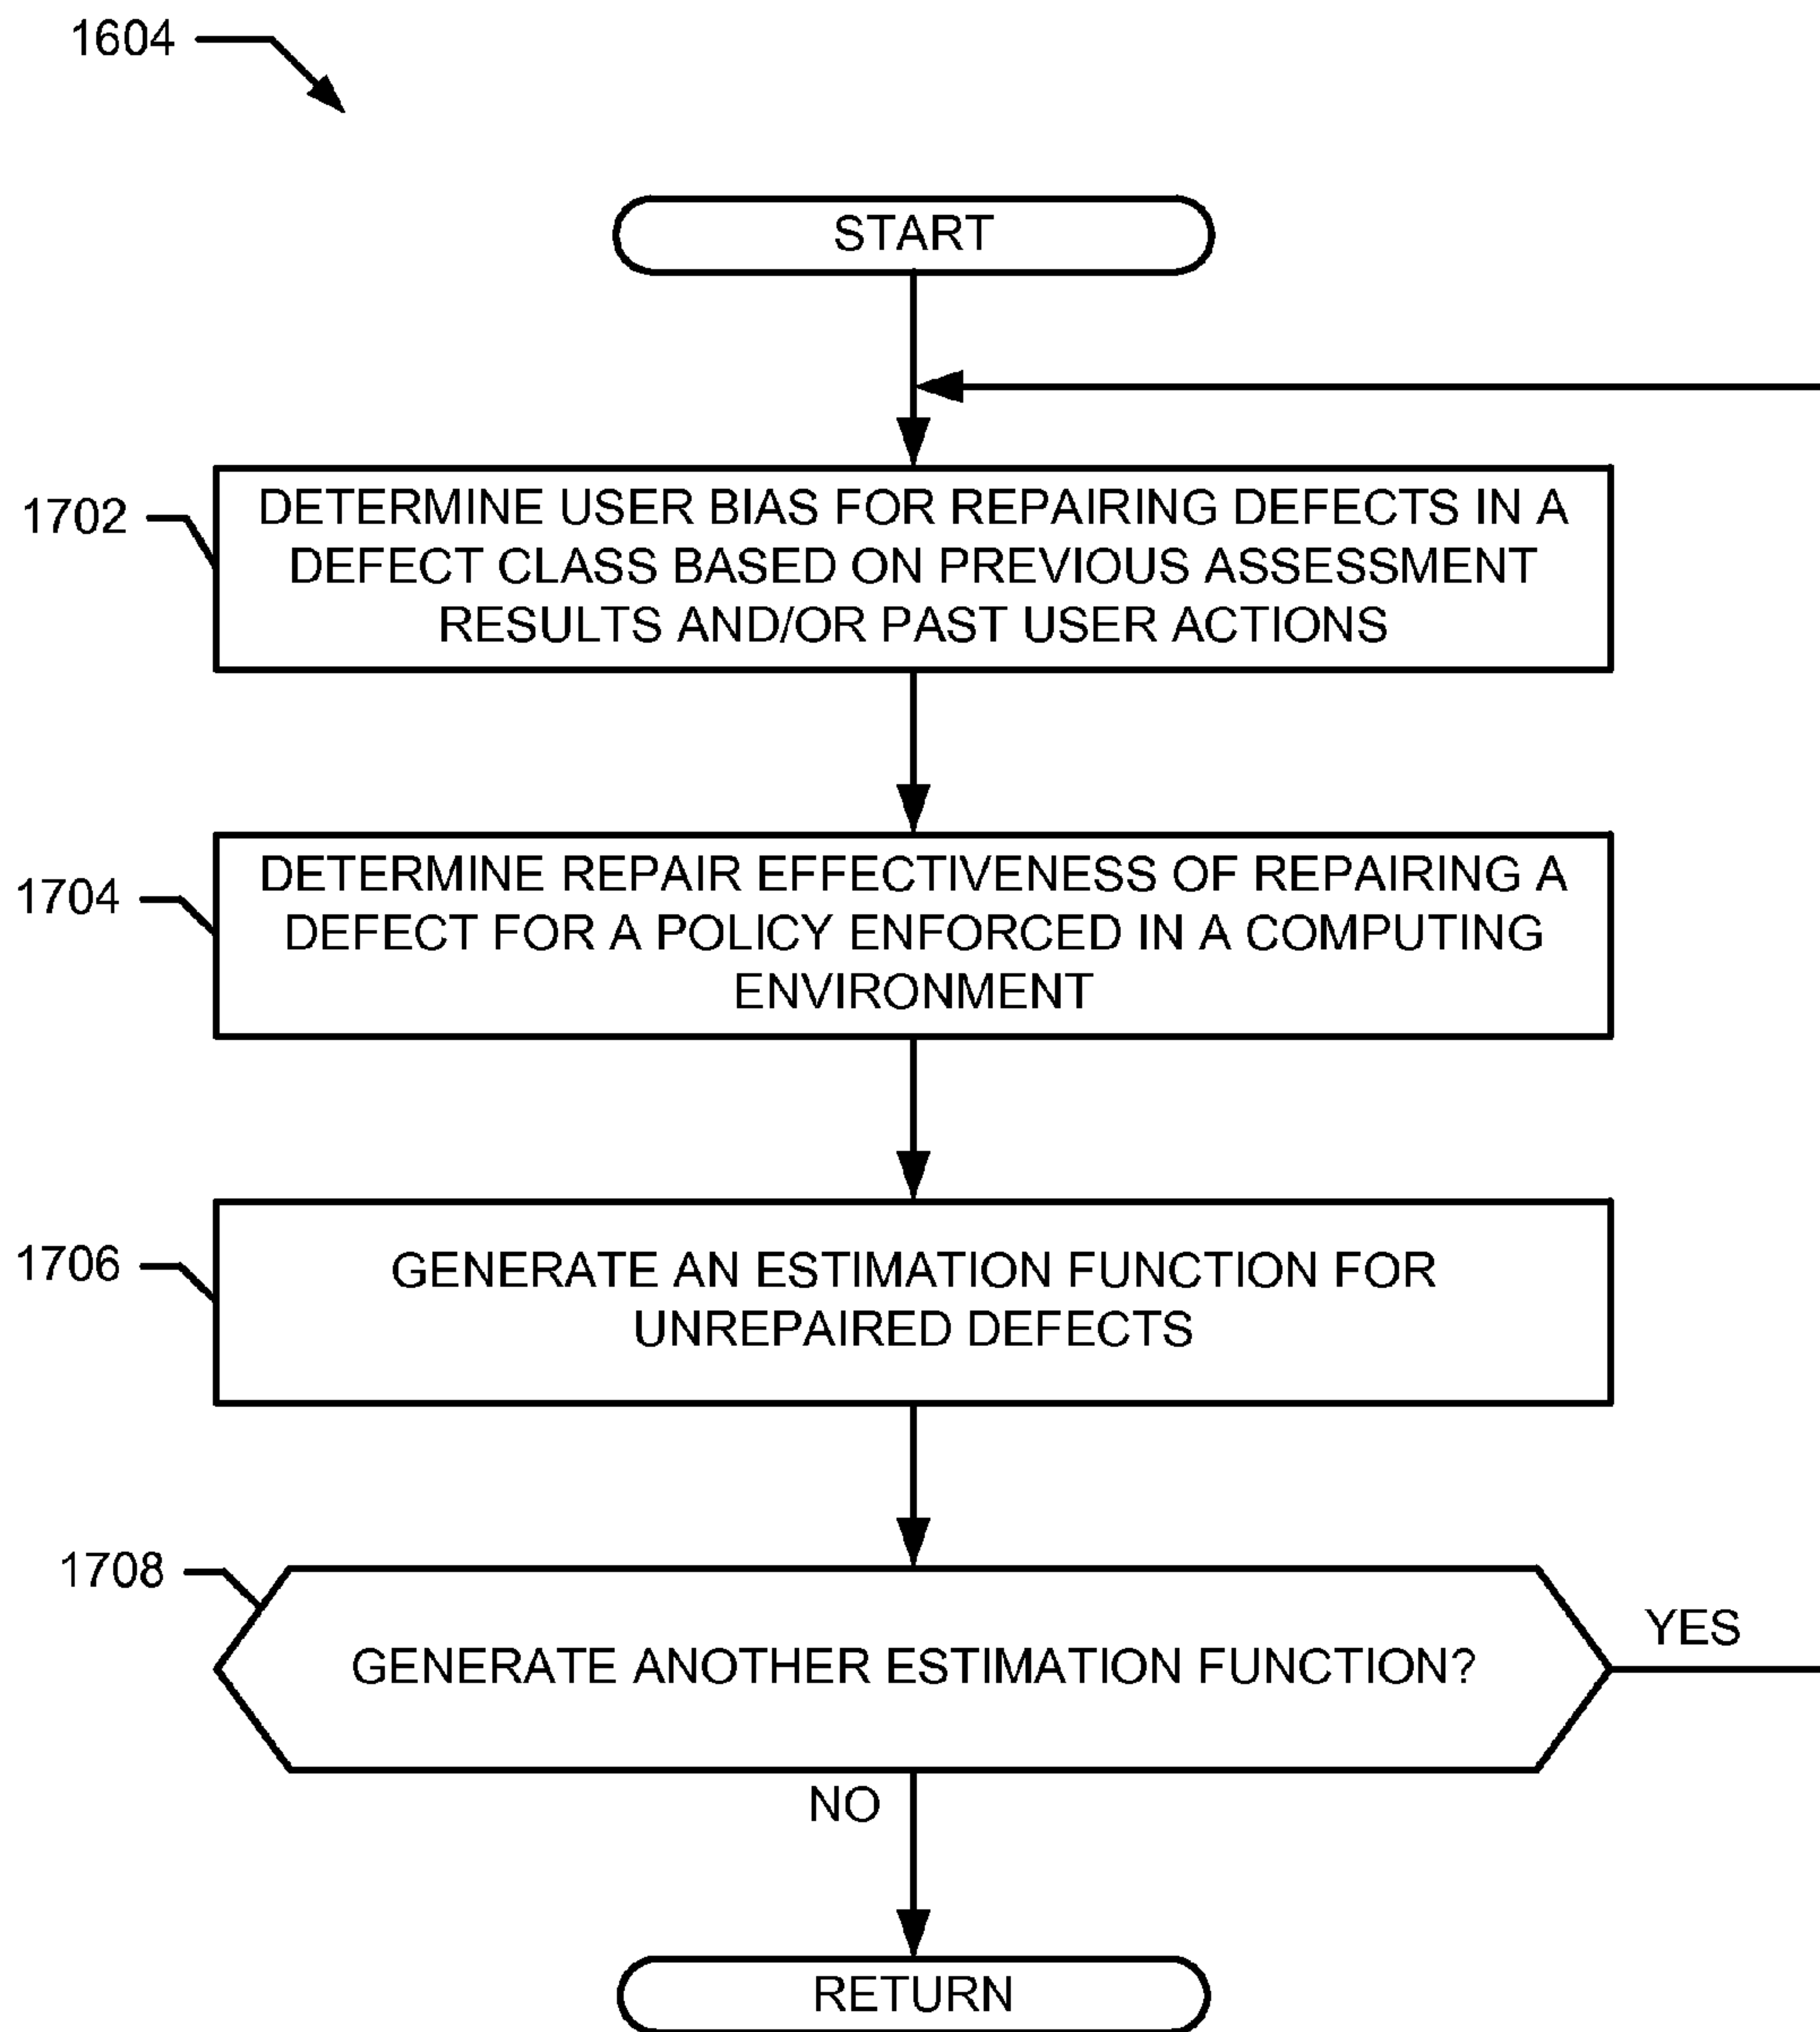 1604
START
1702
DETERMINE USER BIAS FOR REPAIRING DEFECTS IN A
DEFECT CLASS BASED ON PREVIOUS ASSESSMENT
RESULTS AND/OR PAST USER ACTIONS
1704
DETERMINE REPAIR EFFECTIVENESS OF REPAIRING A
DEFECT FOR A POLICY ENFORCED IN A COMPUTING
ENVIRONMENT
1706
GENERATE AN ESTIMATION FUNCTION FOR
UNREPAIRED DEFECTS
1708
GENERATE ANOTHER ESTIMATION FUNCTION?
YES
NO
RETURN